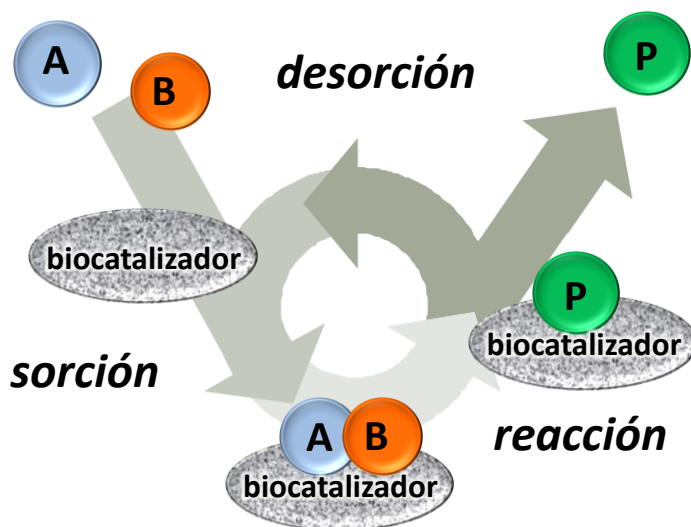 A
B
desorción
P
biocatalizador
sorción
P
biocatalizador
A B
biocatalizador
reacción